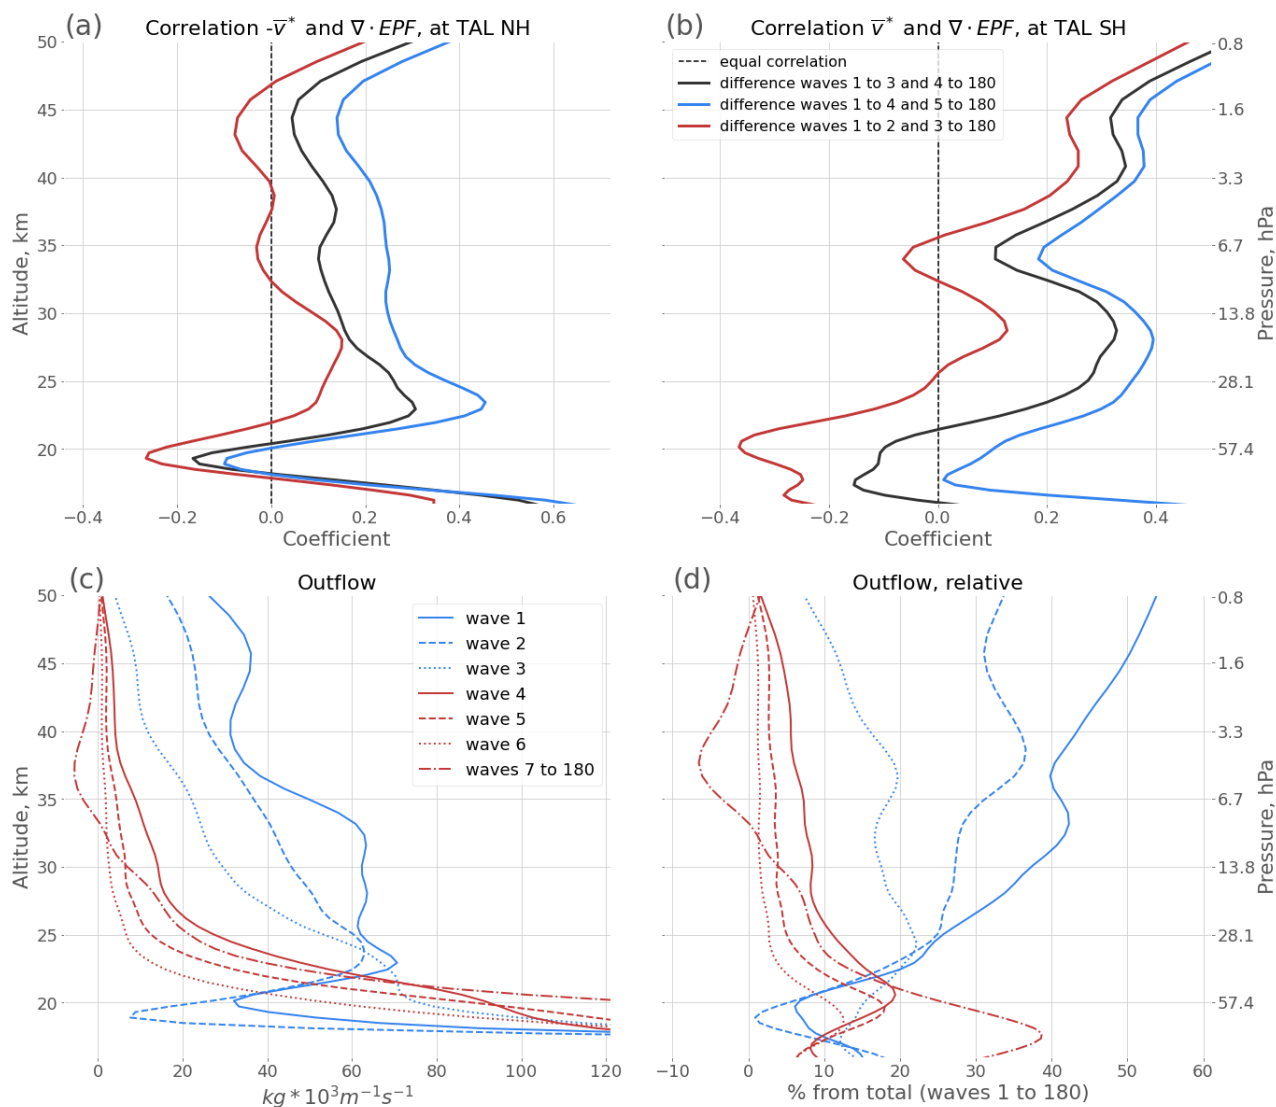 (a) Correlation -v̅* and ∇ · EPF, at TAL NH
50
45
40
35
30
25
20
Altitude, km
−0.4 −0.2 0.0 0.2 0.4 0.6
Coefficient
(b) Correlation v̅* and ∇ · EPF, at TAL SH
equal correlation
difference waves 1 to 3 and 4 to 180
difference waves 1 to 4 and 5 to 180
difference waves 1 to 2 and 3 to 180
0.8
1.6
3.3
6.7
13.8
28.1
57.4
Pressure, hPa
−0.4 −0.2 0.0 0.2 0.4
Coefficient
(c) Outflow
50
45
40
35
30
25
20
Altitude, km
wave 1
wave 2
wave 3
wave 4
wave 5
wave 6
waves 7 to 180
0 20 40 60 80 100 120
kg * 10³m⁻¹s⁻¹
(d) Outflow, relative
0.8
1.6
3.3
6.7
13.8
28.1
57.4
Pressure, hPa
−10 0 10 20 30 40 50 60
% from total (waves 1 to 180)